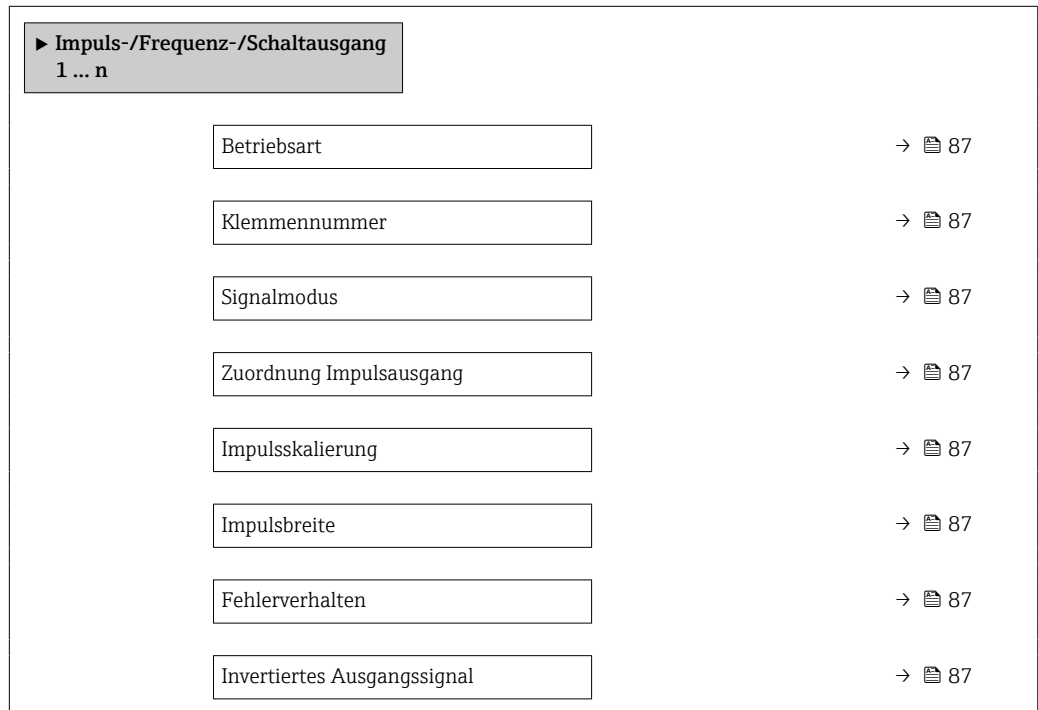 ► Impuls-/Frequenz-/Schaltausgang
1 ... n
Betriebsart → 87
Klemmennummer → 87
Signalmodus → 87
Zuordnung Impulsausgang → 87
Impulsskalierung → 87
Impulsbreite → 87
Fehlerverhalten → 87
Invertiertes Ausgangssignal → 87